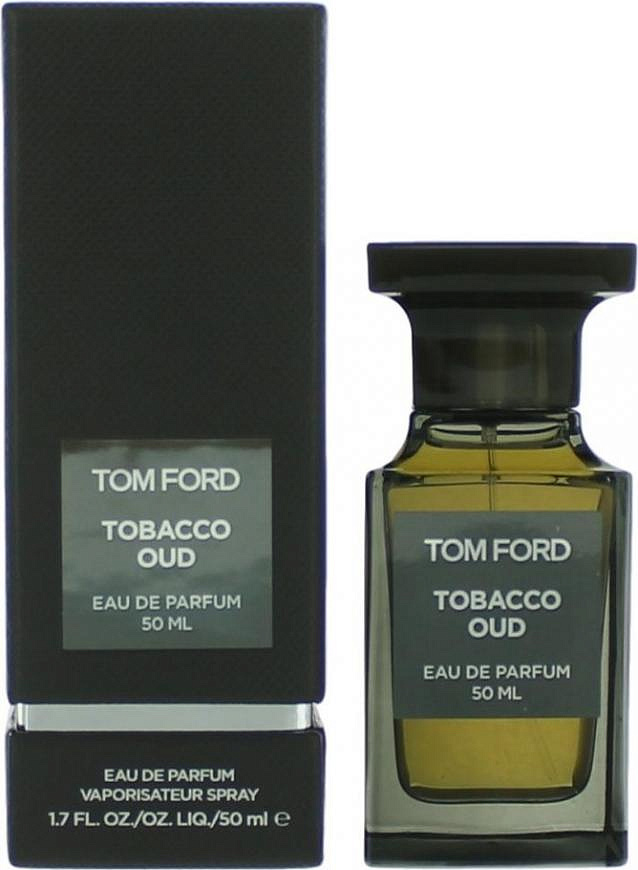 TOM FORD
TOBACCO
OUD
EAU DE PARFUM
50 ML
EAU DE PARFUM
VAPORISATEUR SPRAY
1.7 FL. OZ./OZ. LIQ./50 ml ℮
TOM FORD
TOBACCO
OUD
EAU DE PARFUM
50 ML